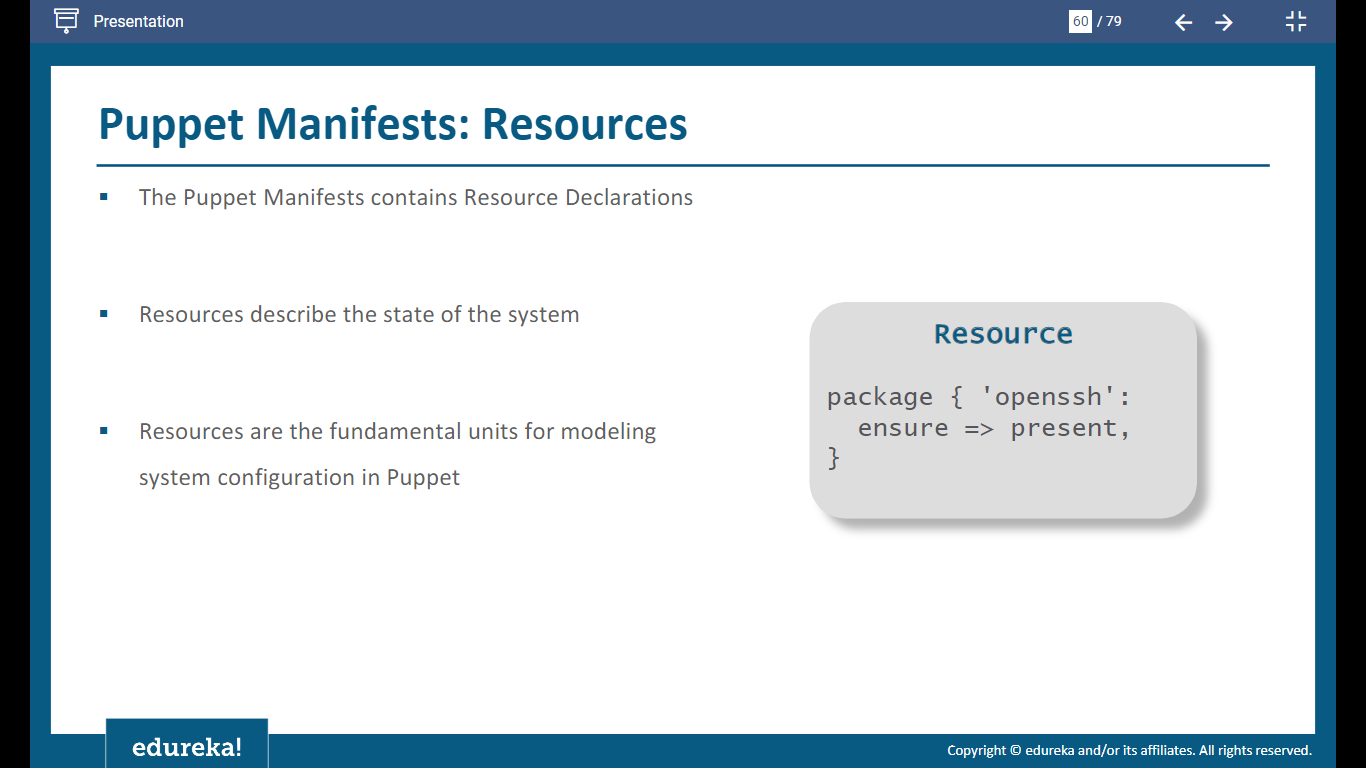 Presentation
60 / 79
Puppet Manifests: Resources
The Puppet Manifests contains Resource Declarations
Resources describe the state of the system
Resources are the fundamental units for modeling
system configuration in Puppet
Resource
package { 'openssh':
  ensure => present,
}
edureka!
Copyright © edureka and/or its affiliates. All rights reserved.